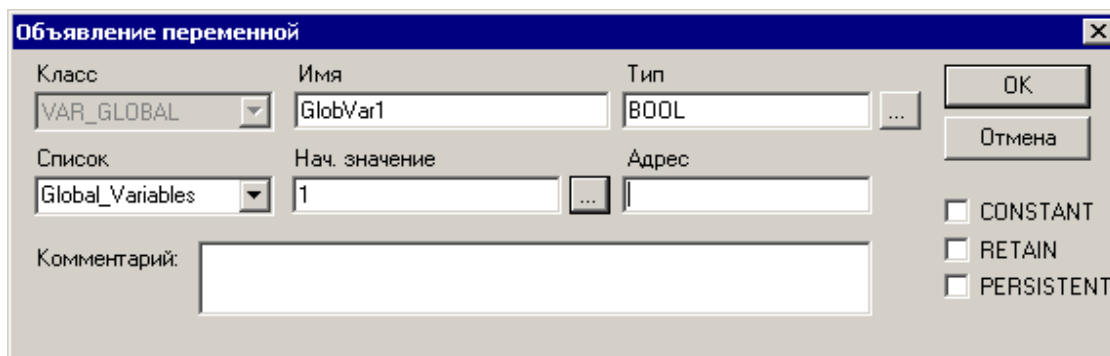 Объявление переменной
Класс Имя Тип
VAR_GLOBAL GlobVar1 BOOL ... OK
Отмена
Список Нач. значение Адрес
Global_Variables 1 ...
CONSTANT
RETAIN
Комментарий:
PERSISTENT